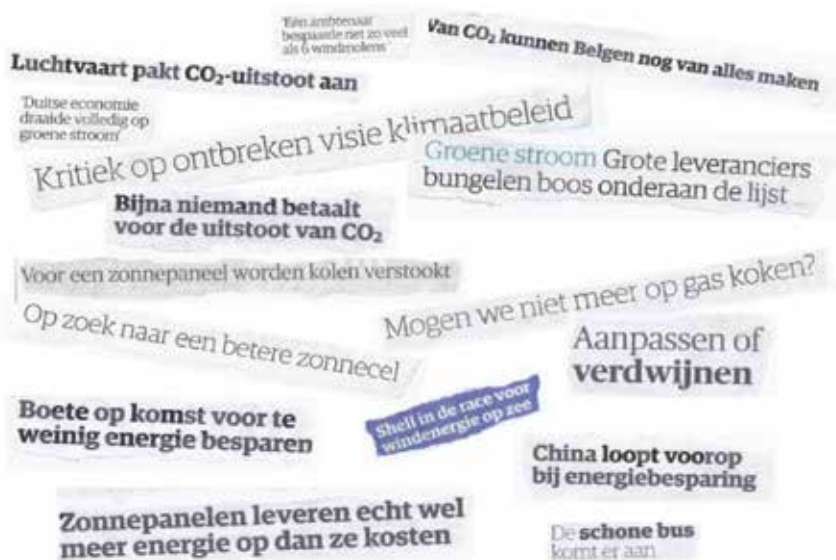 'Eén ambtenaar
bespaarde net zo veel
als 6 windmolens'
Van CO₂ kunnen Belgen nog van alles maken
Luchtvaart pakt CO₂-uitstoot aan
'Duitse economie
draaide volledig op
groene stroom'
Kritiek op ontbreken visie klimaatbeleid
Groene stroom Grote leveranciers
bungelen boos onderaan de lijst
Bijna niemand betaalt
voor de uitstoot van CO₂
Voor een zonnepaneel worden kolen verstookt
Mogen we niet meer op gas koken?
Op zoek naar een betere zonnecel
Aanpassen of
verdwijnen
Boete op komst voor te
weinig energie besparen
Shell in de race voor
windenergie op zee
China loopt voorop
bij energiebesparing
Zonnepanelen leveren echt wel
meer energie op dan ze kosten
De schone bus
komt er aan